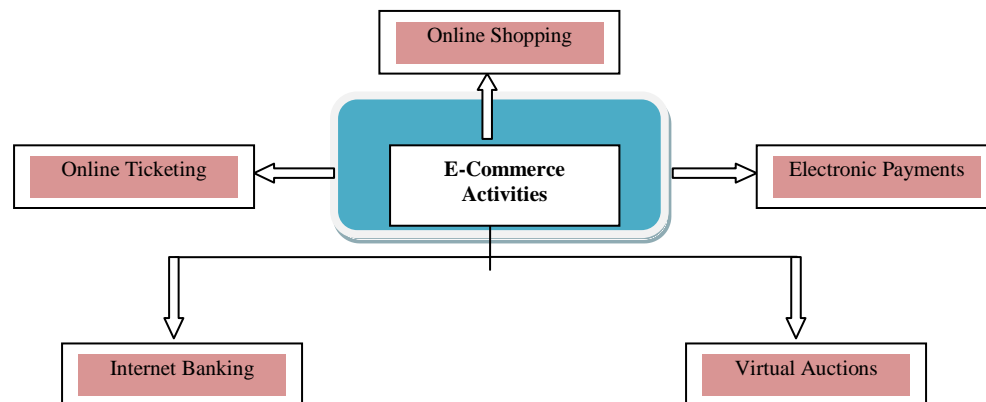 Online Shopping
Online Ticketing
E-Commerce
Activities
Electronic Payments
Internet Banking
Virtual Auctions